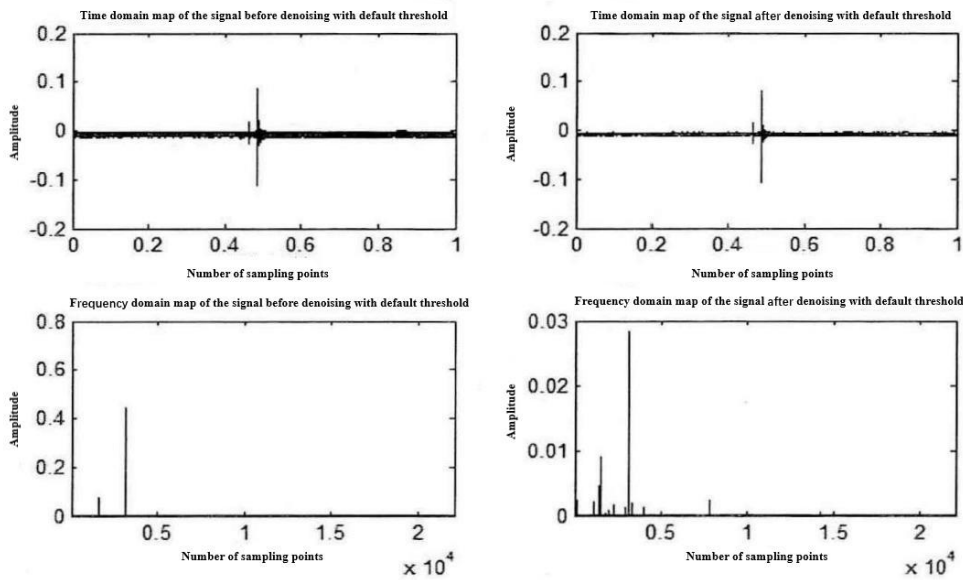 Time domain map of the signal before denoising with default threshold
0.2
0.1
0
-0.1
-0.2
Amplitude
0 0.2 0.4 0.6 0.8 1
Number of sampling points
Time domain map of the signal after denoising with default threshold
0.2
0.1
0
-0.1
-0.2
Amplitude
0 0.2 0.4 0.6 0.8 1
Number of sampling points
Frequency domain map of the signal before denoising with default threshold
0.8
0.6
0.4
0.2
0
Amplitude
0.5 1 1.5 2
Number of sampling points
x 10^4
Frequency domain map of the signal after denoising with default threshold
0.03
0.02
0.01
0
Amplitude
0.5 1 1.5 2
Number of sampling points
x 10^4